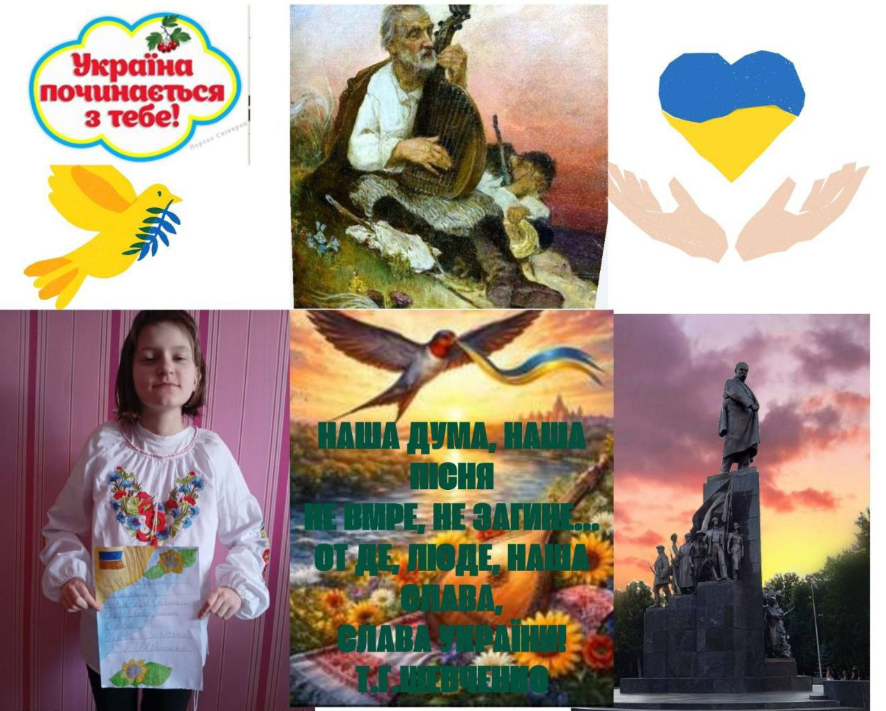 Україна
починається
з тебе!
НАША ДУМА, НАША
ПІСНЯ
НЕ ВМРЕ, НЕ ЗАГИНЕ...
ОТ ДЕ, ЛЮДЕ, НАША
СЛАВА,
СЛАВА УКРАЇНИ!
Т.Г.ШЕВЧЕНКО